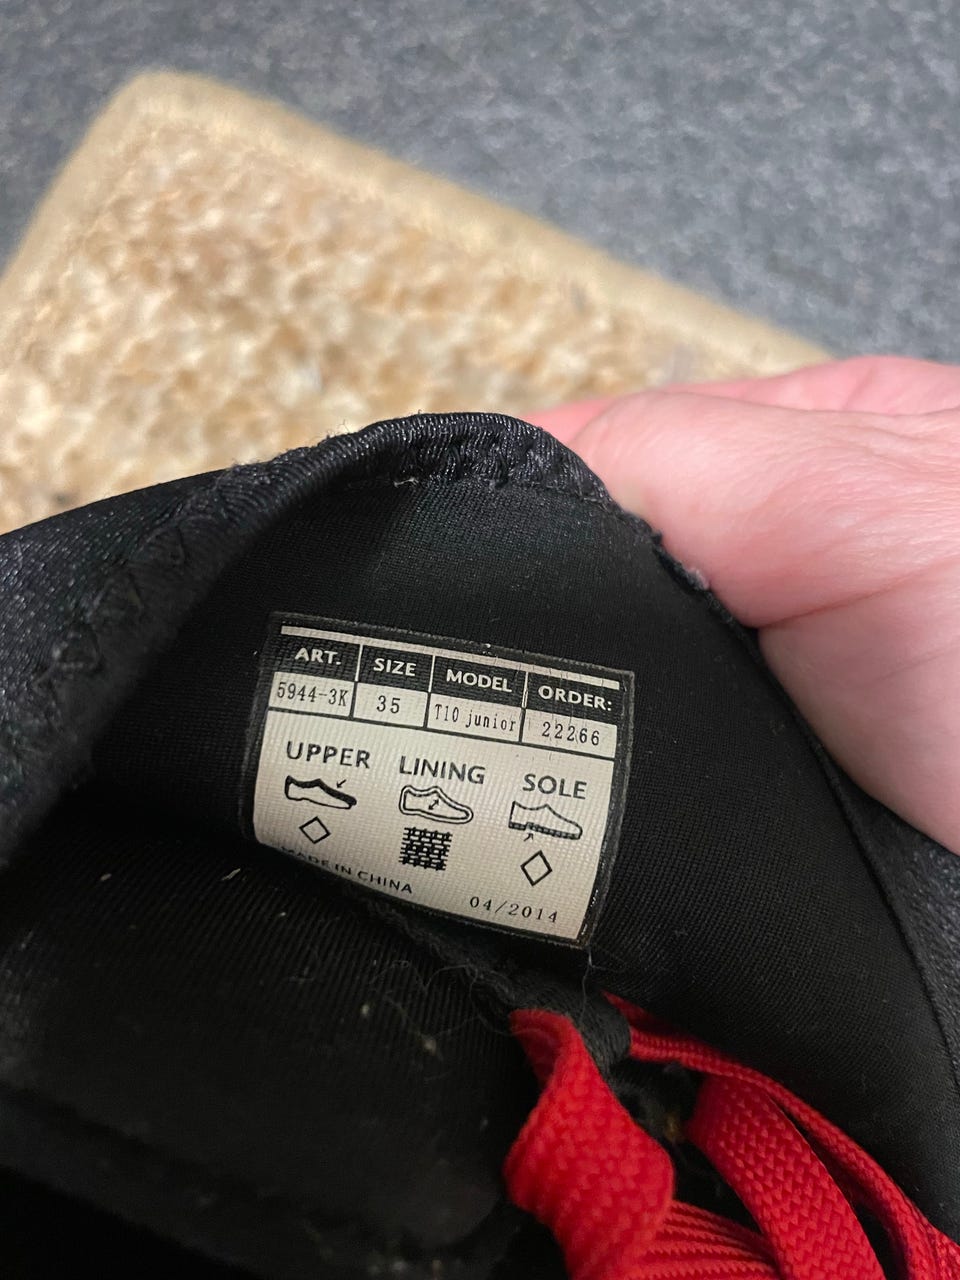 ART. SIZE MODEL ORDER:
5944-3K 35 T10 junior 22266
UPPER LINING SOLE
MADE IN CHINA
04/2014